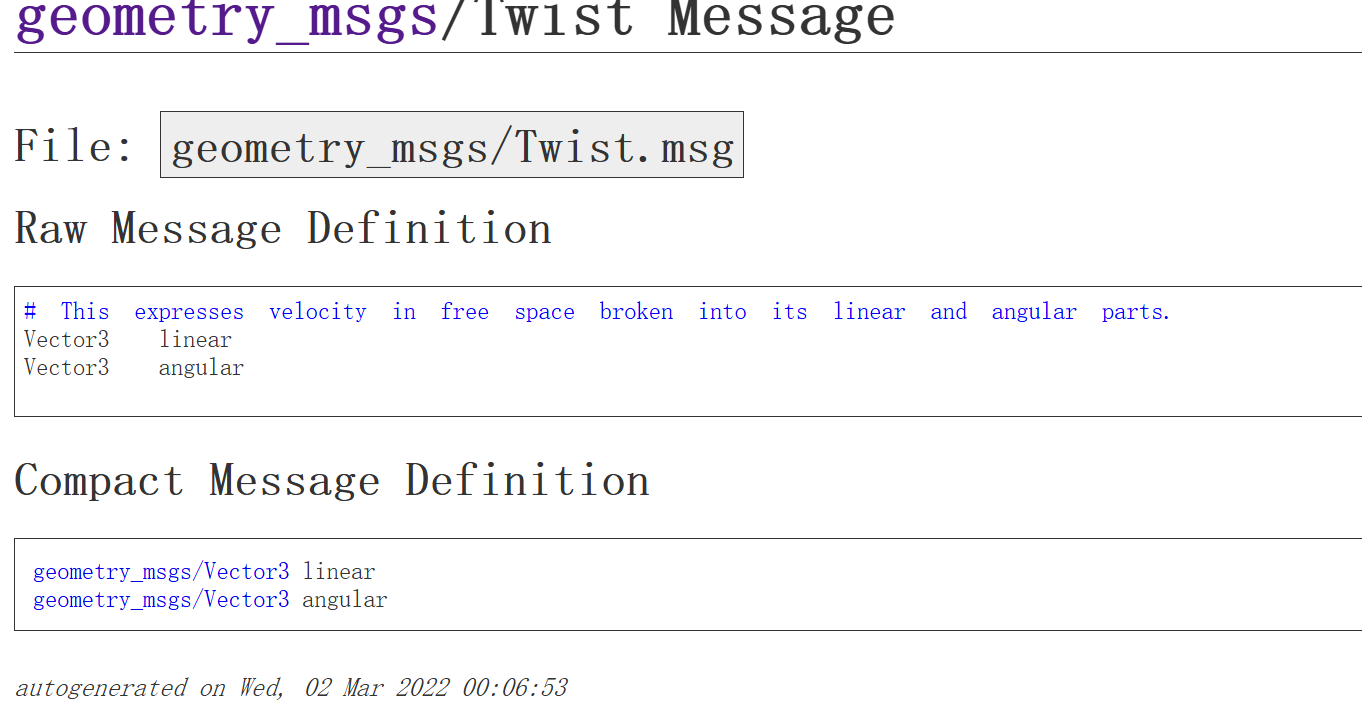 geometry_msgs/Twist Message
File: geometry_msgs/Twist.msg
Raw Message Definition
# This expresses velocity in free space broken into its linear and angular parts.
Vector3 linear
Vector3 angular
Compact Message Definition
geometry_msgs/Vector3 linear
geometry_msgs/Vector3 angular
autogenerated on Wed, 02 Mar 2022 00:06:53